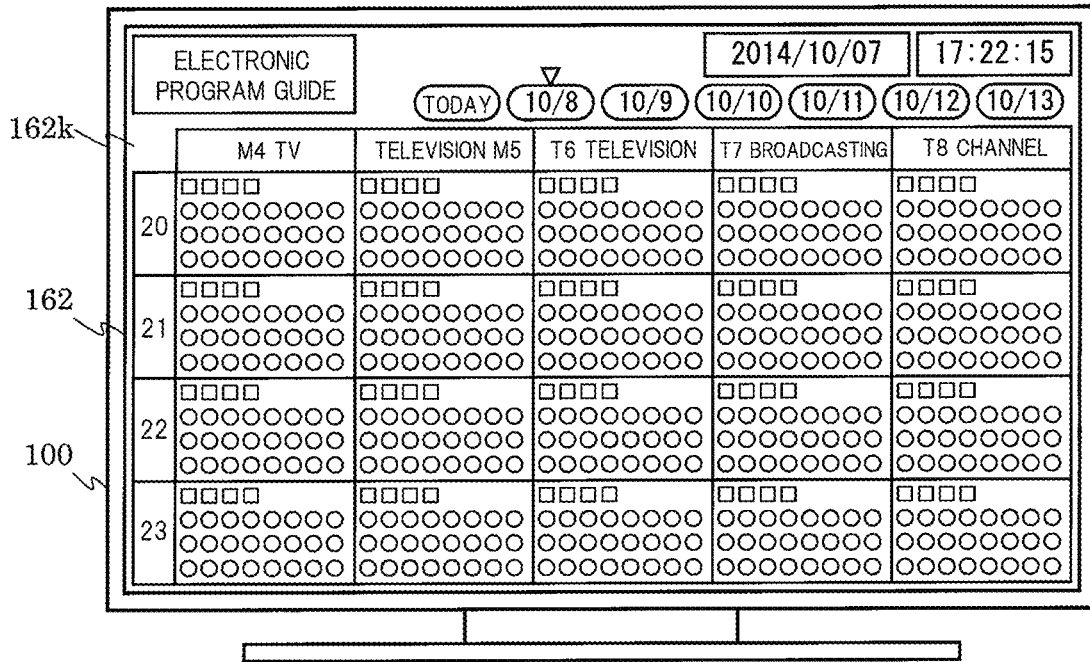 ELECTRONIC
PROGRAM GUIDE
2014/10/07 17:22:15
TODAY 10/8 10/9 10/10 10/11 10/12 10/13
162k
M4 TV TELEVISION M5 T6 TELEVISION T7 BROADCASTING T8 CHANNEL
□□□□ □□□□ □□□□ □□□□ □□□□
20 ○○○○○○○○ ○○○○○○○○ ○○○○○○○○ ○○○○○○○○ ○○○○○○○○
○○○○○○○○ ○○○○○○○○ ○○○○○○○○ ○○○○○○○○ ○○○○○○○○
○○○○○○○○ ○○○○○○○○ ○○○○○○○○ ○○○○○○○○ ○○○○○○○○
□□□□ □□□□ □□□□ □□□□ □□□□
162
21 ○○○○○○○○ ○○○○○○○○ ○○○○○○○○ ○○○○○○○○ ○○○○○○○○
○○○○○○○○ ○○○○○○○○ ○○○○○○○○ ○○○○○○○○ ○○○○○○○○
○○○○○○○○ ○○○○○○○○ ○○○○○○○○ ○○○○○○○○ ○○○○○○○○
□□□□ □□□□ □□□□ □□□□ □□□□
22 ○○○○○○○○ ○○○○○○○○ ○○○○○○○○ ○○○○○○○○ ○○○○○○○○
○○○○○○○○ ○○○○○○○○ ○○○○○○○○ ○○○○○○○○ ○○○○○○○○
○○○○○○○○ ○○○○○○○○ ○○○○○○○○ ○○○○○○○○ ○○○○○○○○
100
□□□□ □□□□ □□□□ □□□□ □□□□
23 ○○○○○○○○ ○○○○○○○○ ○○○○○○○○ ○○○○○○○○ ○○○○○○○○
○○○○○○○○ ○○○○○○○○ ○○○○○○○○ ○○○○○○○○ ○○○○○○○○
○○○○○○○○ ○○○○○○○○ ○○○○○○○○ ○○○○○○○○ ○○○○○○○○